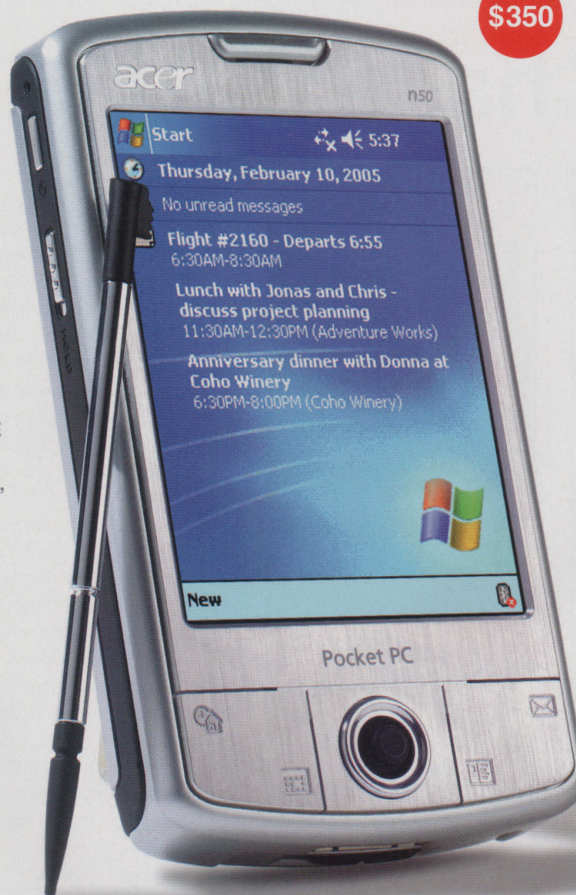 $350
acer
n50
Start 5:37
Thursday, February 10, 2005
No unread messages
Flight #2160 - Departs 6:55
6:30AM-8:30AM
Lunch with Jonas and Chris -
discuss project planning
11:30AM-12:30PM (Adventure Works)
Anniversary dinner with Donna at
Coho Winery
6:30PM-8:00PM (Coho Winery)
HOLD
New
Pocket PC